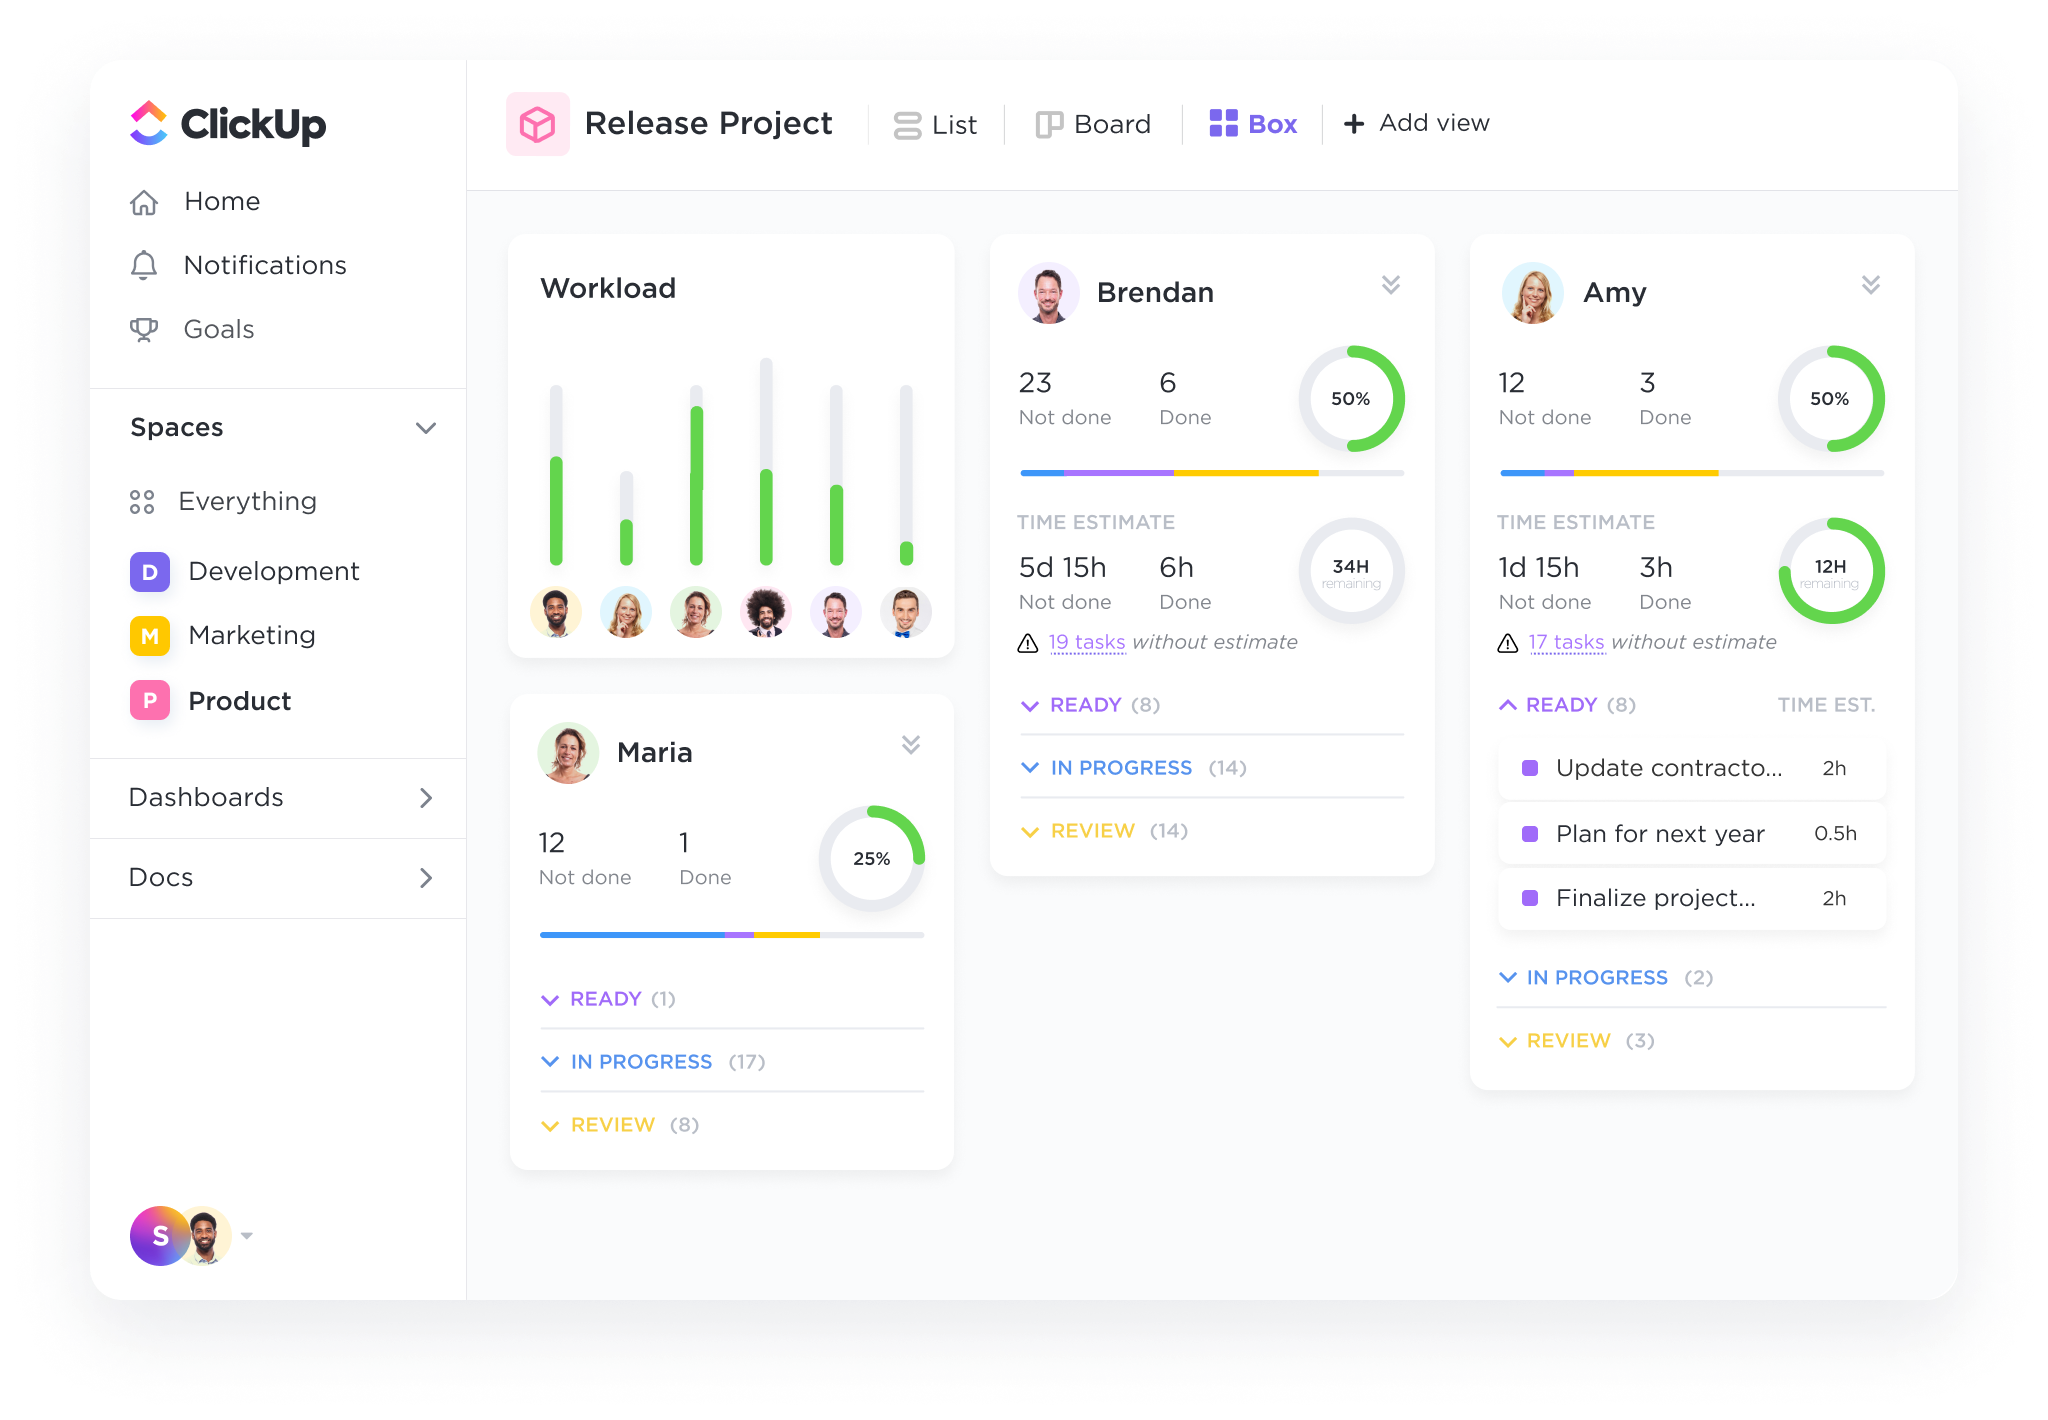 ClickUp
Home
Notifications
Goals
Spaces
Everything
D Development
M Marketing
P Product
Dashboards
Docs
S
Release Project
List
Board
Box
+ Add view
Workload
Maria
12 1
Not done Done
25%
READY (1)
IN PROGRESS (17)
REVIEW (8)
Brendan
23 6
Not done Done
50%
TIME ESTIMATE
5d 15h 6h
Not done Done
34H
remaining
19 tasks without estimate
READY (8)
IN PROGRESS (14)
REVIEW (14)
Amy
12 3
Not done Done
50%
TIME ESTIMATE
1d 15h 3h
Not done Done
12H
remaining
17 tasks without estimate
READY (8) TIME EST.
Update contracto... 2h
Plan for next year 0.5h
Finalize project... 2h
IN PROGRESS (2)
REVIEW (3)